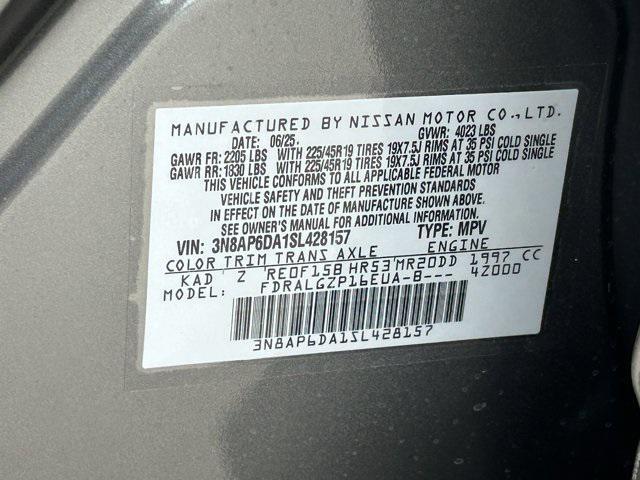 MANUFACTURED BY NISSAN MOTOR CO.,LTD.
DATE: 06/25. GVWR: 4023 LBS
GAWR FR: 2205 LBS WITH 225/45R19 TIRES 19X7.5J RIMS AT 35 PSI COLD SINGLE
GAWR RR: 1830 LBS WITH 225/45R19 TIRES 19X7.5J RIMS AT 35 PSI COLD SINGLE
THIS VEHICLE CONFORMS TO ALL APPLICABLE FEDERAL MOTOR
VEHICLE SAFETY AND THEFT PREVENTION STANDARDS
IN EFFECT ON THE DATE OF MANUFACTURE SHOWN ABOVE.
SEE OWNER'S MANUAL FOR ADDITIONAL INFORMATION.
VIN: 3N8AP6DA1SL428157 TYPE: MPV
COLOR TRIM TRANS AXLE ENGINE
KAD Z RE0F15B HR53 MR20DD 1997 CC
MODEL: FDRALGZP16EUA-B--- 4Z000
3N8AP6DA1SL428157